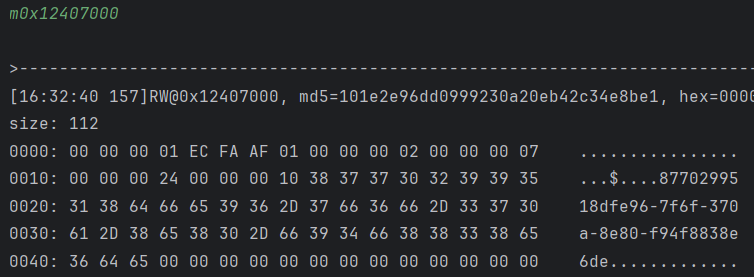 m0x12407000
>--------------------------------------------------------------------------
[16:32:40 157]RW@0x12407000, md5=101e2e96dd0999230a20eb42c34e8be1, hex=0000
size: 112
0000: 00 00 00 01 EC FA AF 01 00 00 00 02 00 00 00 07    ................
0010: 00 00 00 24 00 00 00 10 38 37 37 30 32 39 39 35    ...$....87702995
0020: 31 38 64 66 65 39 36 2D 37 66 36 66 2D 33 37 30    18dfe96-7f6f-370
0030: 61 2D 38 65 38 30 2D 66 39 34 66 38 38 33 38 65    a-8e80-f94f8838e
0040: 36 64 65 00 00 00 00 00 00 00 00 00 00 00 00 00    6de.............